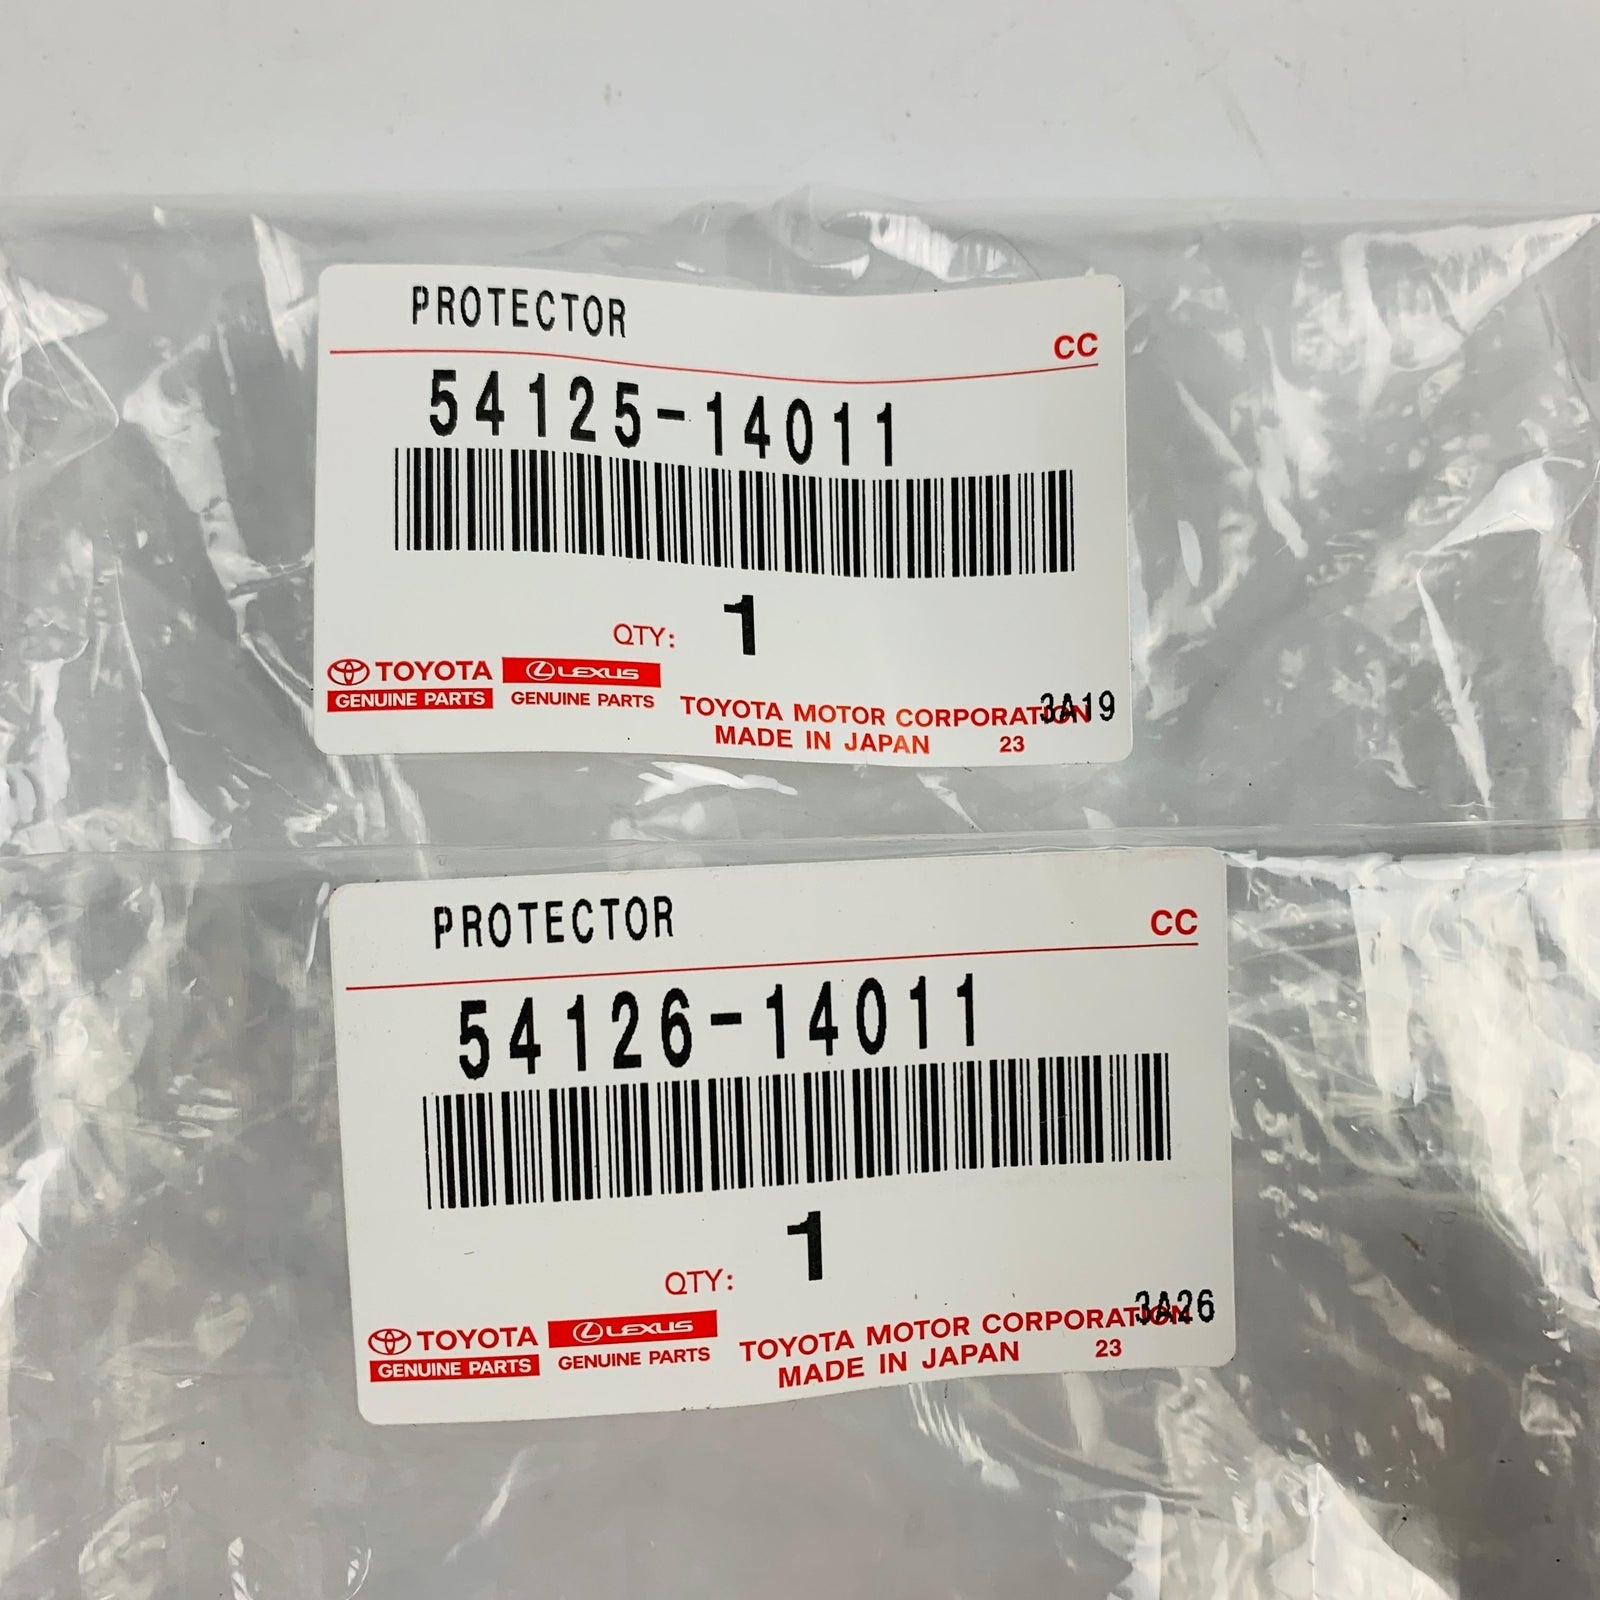 PROTECTOR
CC
54125-14011
QTY: 1
TOYOTA LEXUS
GENUINE PARTS GENUINE PARTS
TOYOTA MOTOR CORPORATION 3A19
MADE IN JAPAN 23
PROTECTOR
CC
54126-14011
QTY: 1
TOYOTA LEXUS
GENUINE PARTS GENUINE PARTS
TOYOTA MOTOR CORPORATION 3A26
MADE IN JAPAN 23